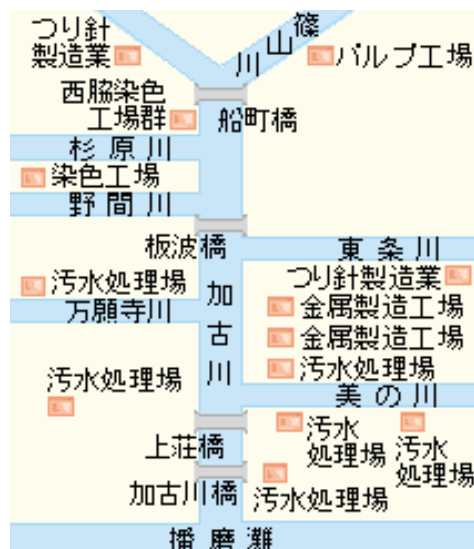 つり針
製造業
篠山川
パルプ工場
西脇染色
工場群
船町橋
杉原川
染色工場
野間川
板波橋
東条川
汚水処理場
つり針製造業
金属製造工場
金属製造工場
汚水処理場
万願寺川
加古川
美の川
汚水処理場
汚水
処理場
汚水
処理場
上荘橋
加古川橋
汚水処理場
播磨灘